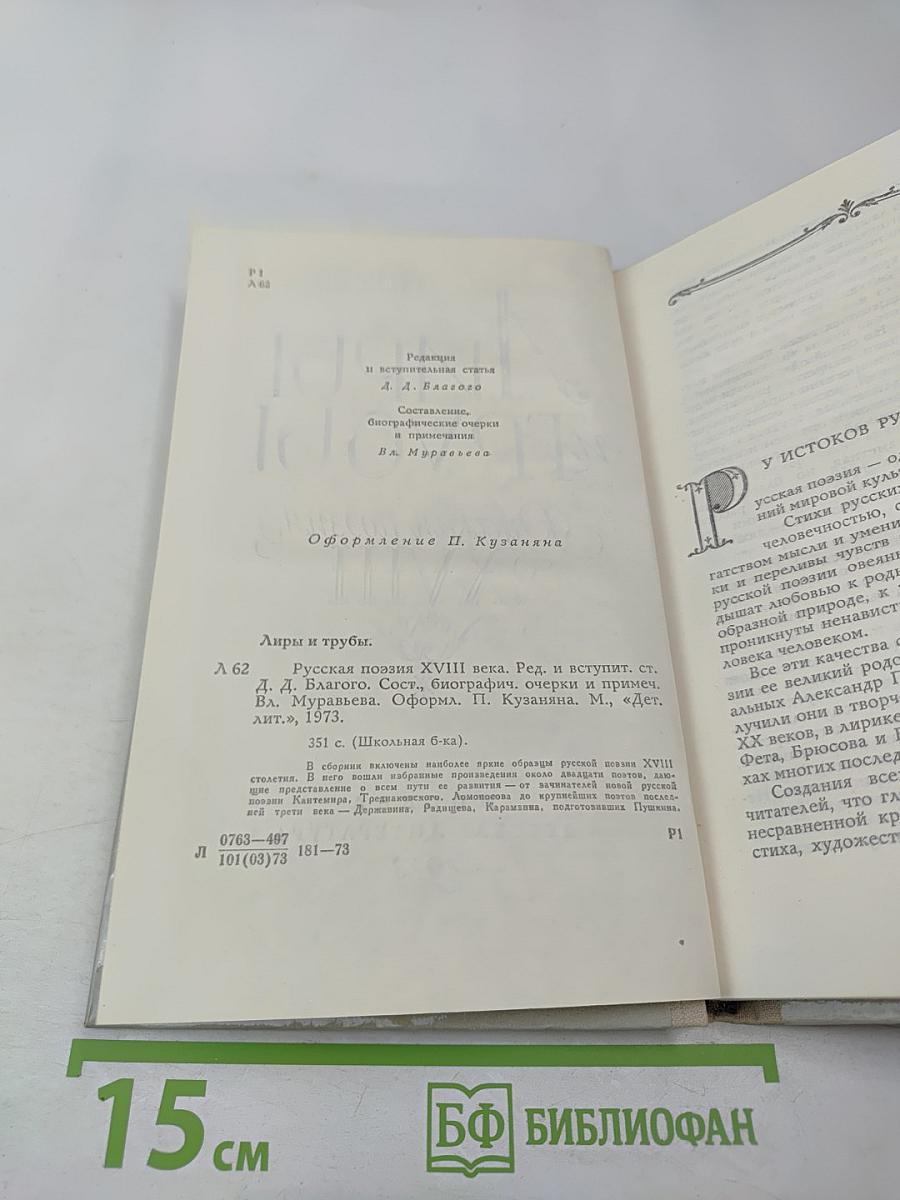 Р 1
Л 62
Редакция
и вступительная статья
Д. Д. Благого
Составление,
биографические очерки
и примечания
Вл. Муравьева
Оформление П. Кузаняна
Лиры и трубы.
Л 62 Русская поэзия XVIII века. Ред. и вступит. ст.
Д. Д. Благого. Сост., биографич. очерки и примеч.
Вл. Муравьева. Оформл. П. Кузаняна. М., «Дет.
лит.», 1973.
351 с. (Школьная б-ка).
В сборник включены наиболее яркие образцы русской поэзии XVIII
столетия. В него вошли избранные произведения около двадцати поэтов, даю-
щие представление о всем пути ее развития — от зачинателей новой русской
поэзии Кантемира, Тредиаковского, Ломоносова до крупнейших поэтов послед-
ней трети века — Державина, Радищева, Карамзина, подготовивших Пушкина.
Л 0763—497
101(03)73 181—73
Р1
У ИСТОКОВ РУ
Русская поэзия — од
ний мировой куль
Стихи русских
человечностью, с
гатством мысли и умени
ки и переливы чувств
русской поэзии овеяны
дышат любовью к родн
образной природе, к
проникнуты ненавист
ловека человеком.
Все эти качества с
зии ее великий родо
альных Александр П
лучили они в творч
XX веков, в лирике
Фета, Брюсова и Б
хах многих послед
Создания все
читателей, что гл
несравненной кр
стиха, художест
15 см
БФ БИБЛИОФАН